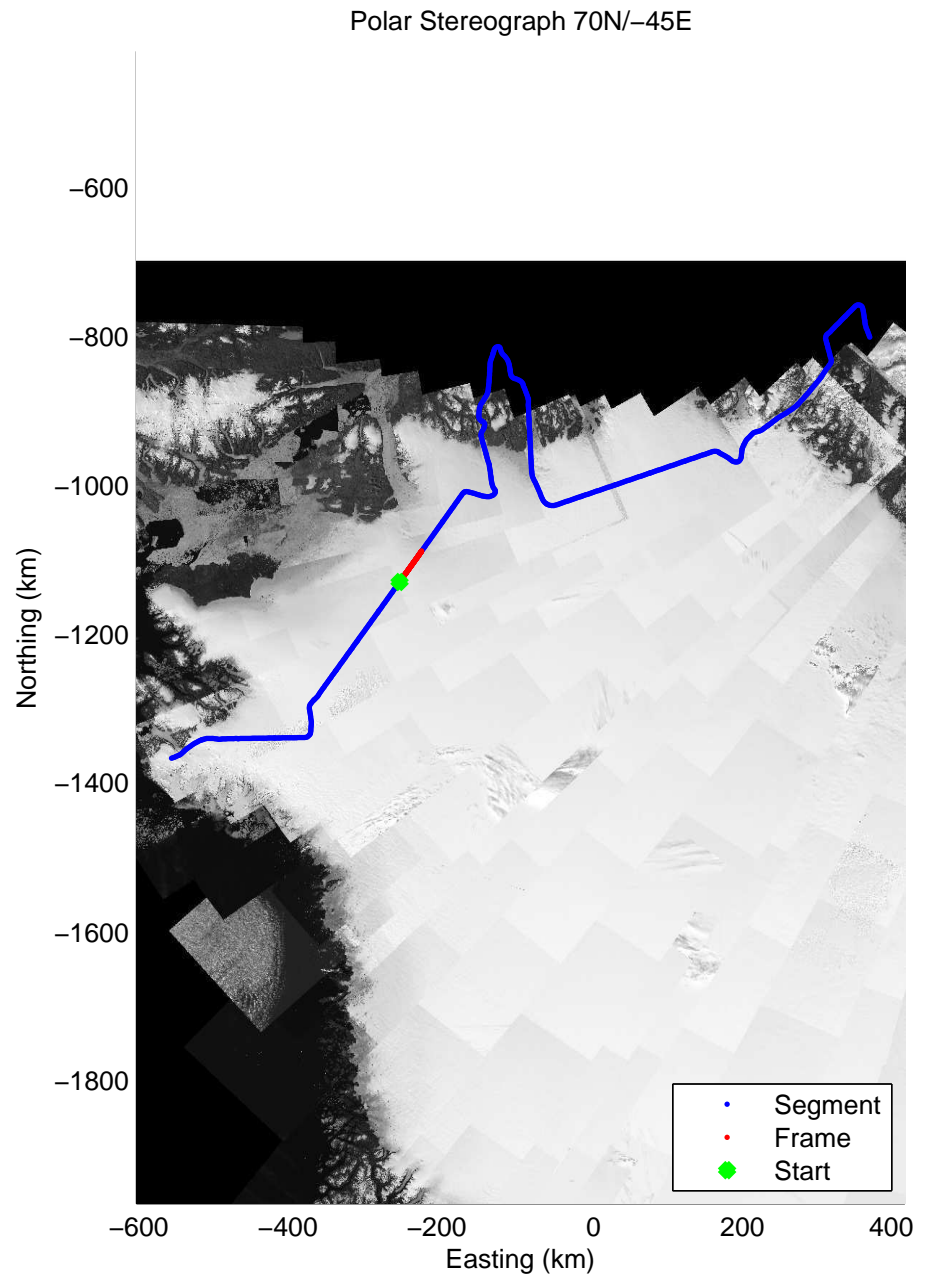 Polar Stereograph 70N/−45E
−600
−800
−1000
−1200
−1400
−1600
−1800
Northing (km)
Segment
Frame
Start
−600 −400 −200 0 200 400
Easting (km)